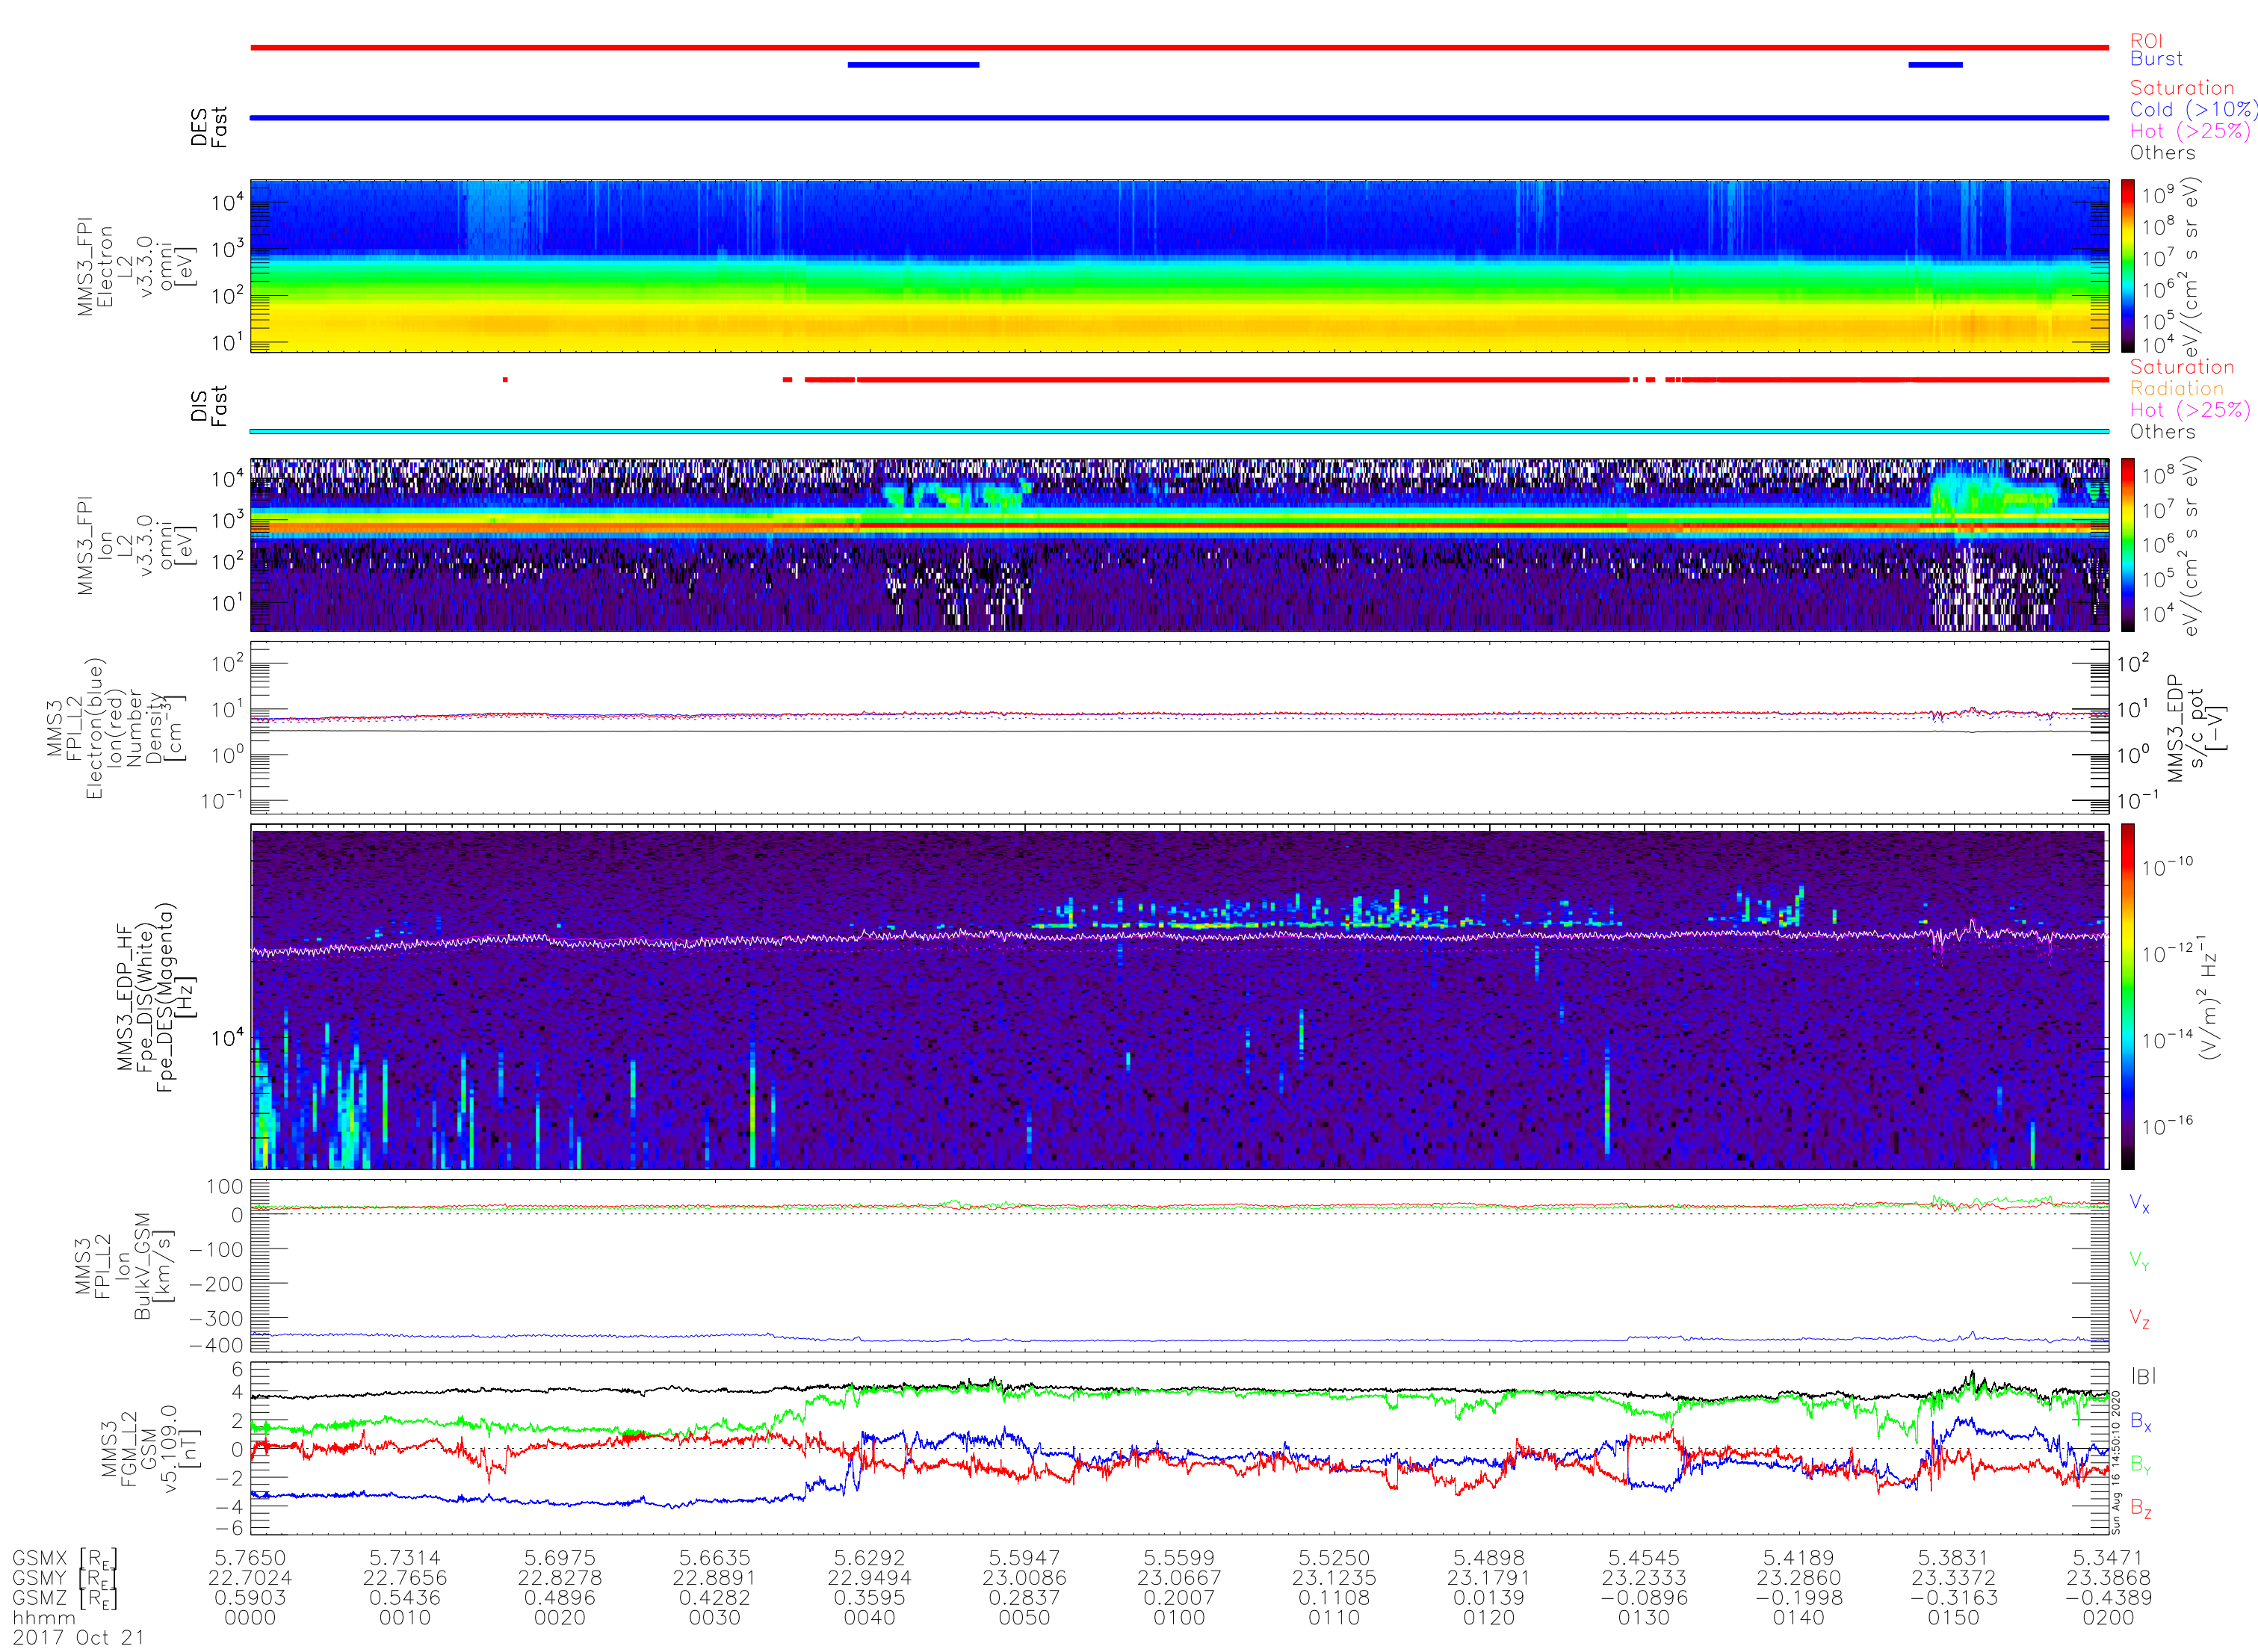 ROI
Burst
DES
Fast
Saturation
Cold (>10%)
Hot (>25%)
Others
MMS3_FPI
Electron
L2
v3.3.0
omni
[eV]
10⁴
10³
10²
10¹
10⁹
10⁸
10⁷
10⁶
10⁵
10⁴
eV/(cm² s sr eV)
DIS
Fast
Saturation
Radiation
Hot (>25%)
Others
MMS3_FPI
Ion
L2
v3.3.0
omni
[eV]
10⁴
10³
10²
10¹
10⁸
10⁷
10⁶
10⁵
10⁴
eV/(cm² s sr eV)
MMS3
FPI_L2
Electron(blue)
Ion(red)
Number
Density
[cm⁻³]
10²
10¹
10⁰
10⁻¹
10²
10¹
10⁰
10⁻¹
MMS3_EDP
s/c pot
[-V]
MMS3_EDP_HF
Fpe_DIS(White)
Fpe_DES(Magenta)
[Hz]
10⁴
10⁻¹⁰
10⁻¹²
10⁻¹⁴
10⁻¹⁶
(V/m)² Hz⁻¹
MMS3
FPI_L2
Ion
BulkV_GSM
[km/s]
100
0
-100
-200
-300
-400
V_X
V_Y
V_Z
MMS3
FGM_L2
GSM
v5.109.0
[nT]
6
4
2
0
-2
-4
-6
|B|
B_X
B_Y
B_Z
Sun Aug 16 14:50:10 2020
GSMX [R_E] 5.7650 5.7314 5.6975 5.6635 5.6292 5.5947 5.5599 5.5250 5.4898 5.4545 5.4189 5.3831 5.3471
GSMY [R_E] 22.7024 22.7656 22.8278 22.8891 22.9494 23.0086 23.0667 23.1235 23.1791 23.2333 23.2860 23.3372 23.3868
GSMZ [R_E] 0.5903 0.5436 0.4896 0.4282 0.3595 0.2837 0.2007 0.1108 0.0139 -0.0896 -0.1998 -0.3163 -0.4389
hhmm 0000 0010 0020 0030 0040 0050 0100 0110 0120 0130 0140 0150 0200
2017 Oct 21